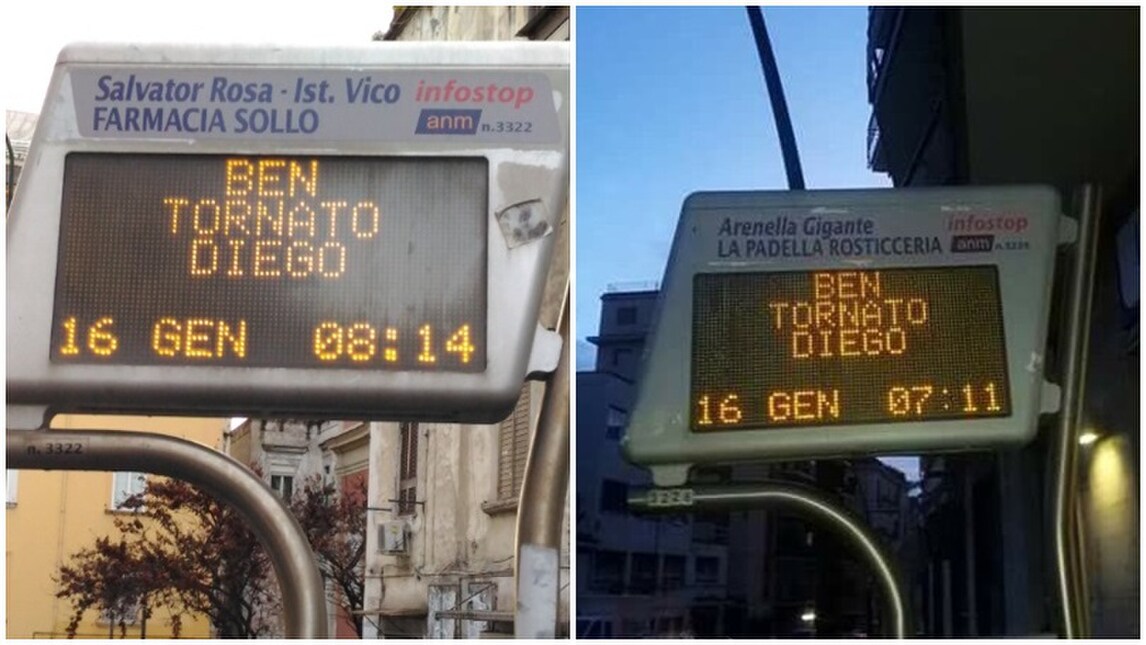 Salvator Rosa - Ist. Vico infostop
FARMACIA SOLLO anm n.3322
BEN
TORNATO
DIEGO
16 GEN 08:14
n. 3322
Arenella Gigante infostop
LA PADELLA ROSTICCERIA anm
BEN
TORNATO
DIEGO
16 GEN 07:11